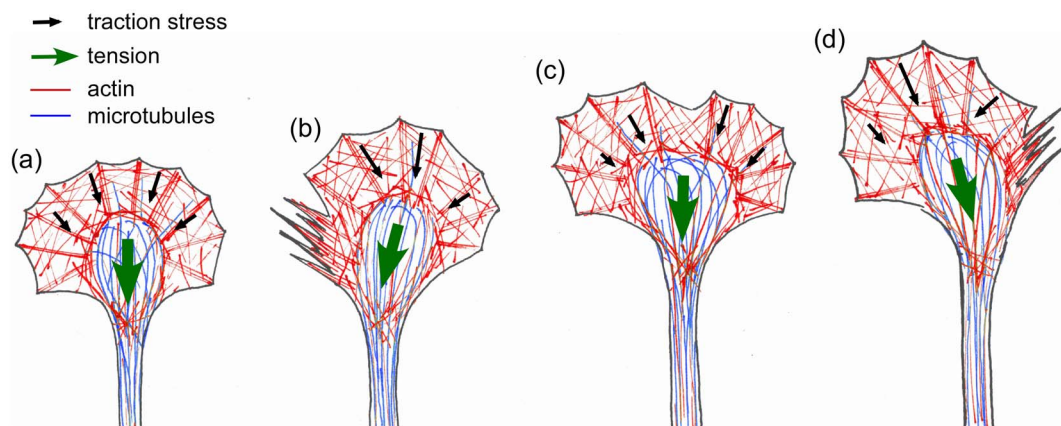 traction stress
tension
actin
microtubules
(a)
(b)
(c)
(d)